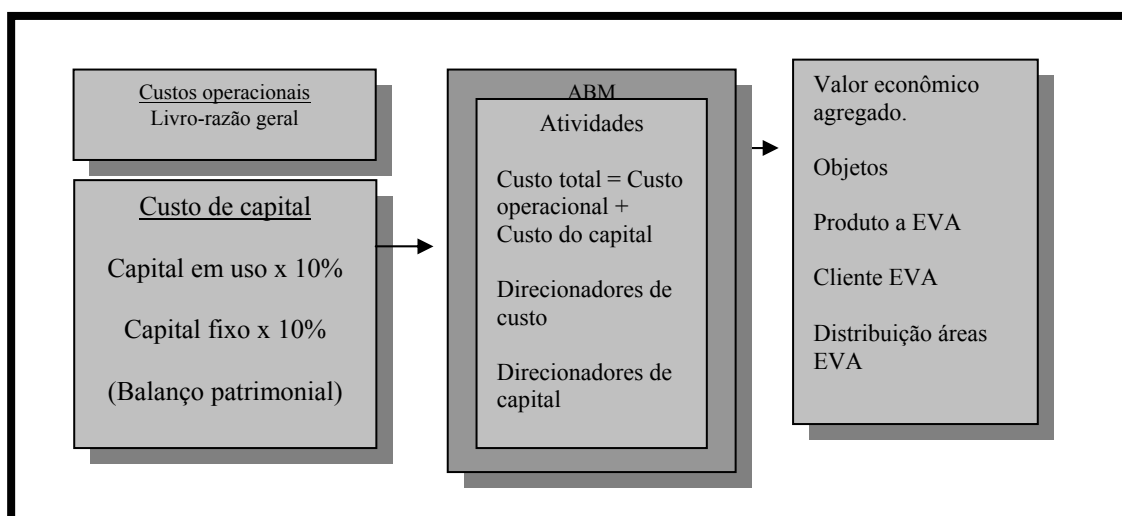 Custos operacionais
Livro-razão geral
Custo de capital
Capital em uso x 10%
Capital fixo x 10%
(Balanço patrimonial)
ABM
Atividades
Custo total = Custo
operacional +
Custo do capital
Direcionadores de
custo
Direcionadores de
capital
Valor econômico
agregado.
Objetos
Produto a EVA
Cliente EVA
Distribuição áreas
EVA